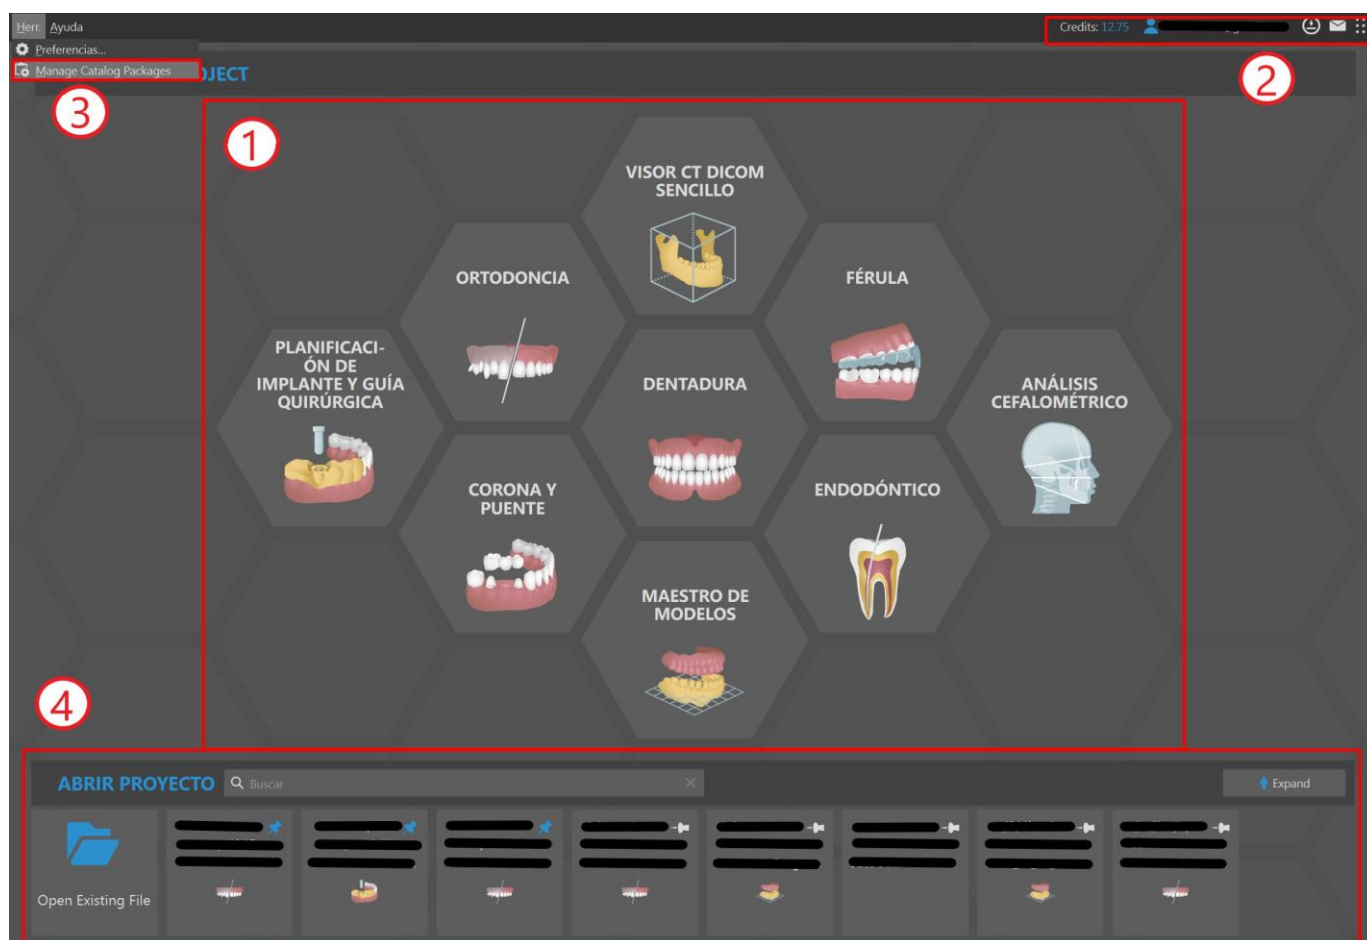 Herr. Ayuda
Credits: 12.75
Preferencias...
Manage Catalog Packages
OJECT
3
2
1
VISOR CT DICOM
SENCILLO
ORTODONCIA
FÉRULA
PLANIFICACI-
ÓN DE
IMPLANTE Y GUÍA
QUIRÚRGICA
DENTADURA
ANÁLISIS
CEFALOMÉTRICO
CORONA Y
PUENTE
ENDODÓNTICO
MAESTRO DE
MODELOS
4
ABRIR PROYECTO
Buscar
Expand
Open Existing File